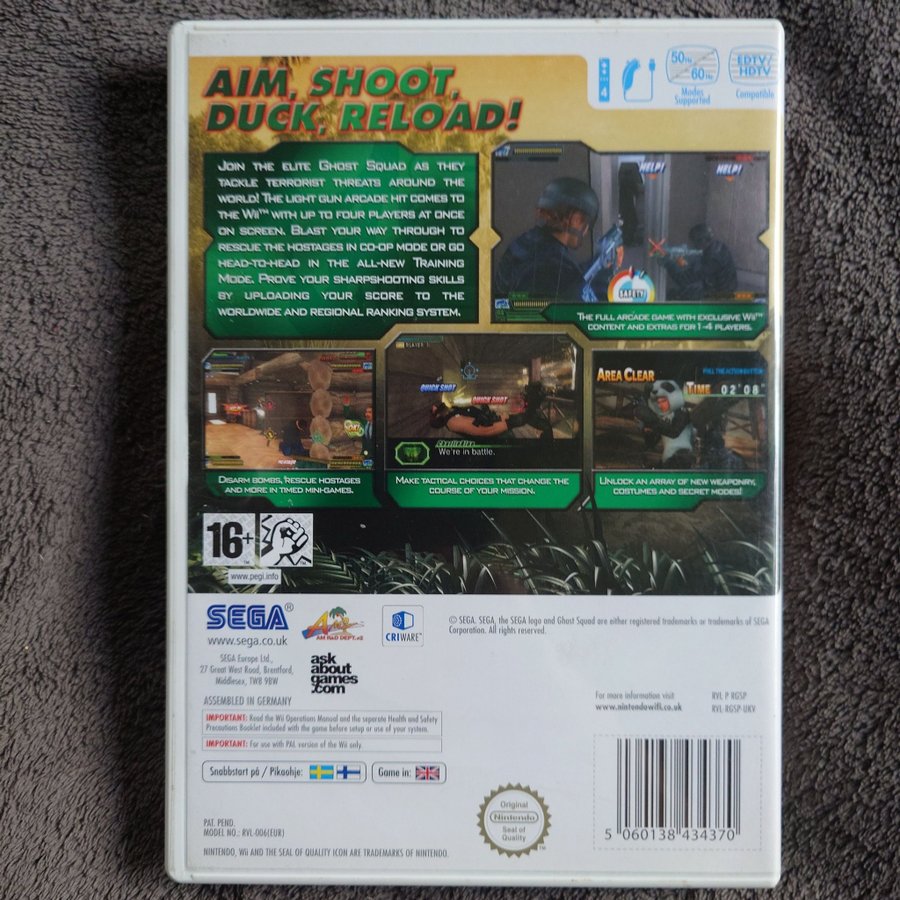 AIM, SHOOT,
DUCK, RELOAD!
4
50Hz
60Hz
Modes
Supported
EDTV/
HDTV
Compatible
JOIN THE ELITE GHOST SQUAD AS THEY
TACKLE TERRORIST THREATS AROUND THE
WORLD! THE LIGHT GUN ARCADE HIT COMES TO
THE Wii™ WITH UP TO FOUR PLAYERS AT ONCE
ON SCREEN. BLAST YOUR WAY THROUGH TO
RESCUE THE HOSTAGES IN CO-OP MODE OR GO
HEAD-TO-HEAD IN THE ALL-NEW TRAINING
MODE. PROVE YOUR SHARPSHOOTING SKILLS
BY UPLOADING YOUR SCORE TO THE
WORLDWIDE AND REGIONAL RANKING SYSTEM.
HELP!
HELP!
SAFETY
THE FULL ARCADE GAME WITH EXCLUSIVE Wii™
CONTENT AND EXTRAS FOR 1-4 PLAYERS.
DISARM BOMBS, RESCUE HOSTAGES
AND MORE IN TIMED MINI-GAMES.
QUICK SHOT
QUICK SHOT
We're in battle.
MAKE TACTICAL CHOICES THAT CHANGE THE
COURSE OF YOUR MISSION.
AREA CLEAR
TIME 02'08"
UNLOCK AN ARRAY OF NEW WEAPONRY,
COSTUMES AND SECRET MODES!
16+
www.pegi.info
SEGA®
www.sega.co.uk
AM R&D DEPT.#2
CRIWARE™
© SEGA. SEGA, the SEGA logo and Ghost Squad are either registered trademarks or trademarks of SEGA
Corporation. All rights reserved.
SEGA Europe Ltd.,
27 Great West Road, Brentford,
Middlesex, TW8 9BW
ask
about
games
.com
ASSEMBLED IN GERMANY
IMPORTANT: Read the Wii Operations Manual and the separate Health and Safety
Precautions Booklet included with the game before setup or use of your system.
IMPORTANT: For use with PAL version of the Wii only.
For more information visit
www.nintendowifi.co.uk
RVL-P-RGSP
RVL-RGSP-UKV
Snabbstart på / Pikaohje:
Game in:
PAT. PEND.
MODEL NO.: RVL-006(EUR)
NINTENDO, Wii AND THE SEAL OF QUALITY ICON ARE TRADEMARKS OF NINTENDO.
Original
Nintendo
Seal of
Quality
5 060138 434370